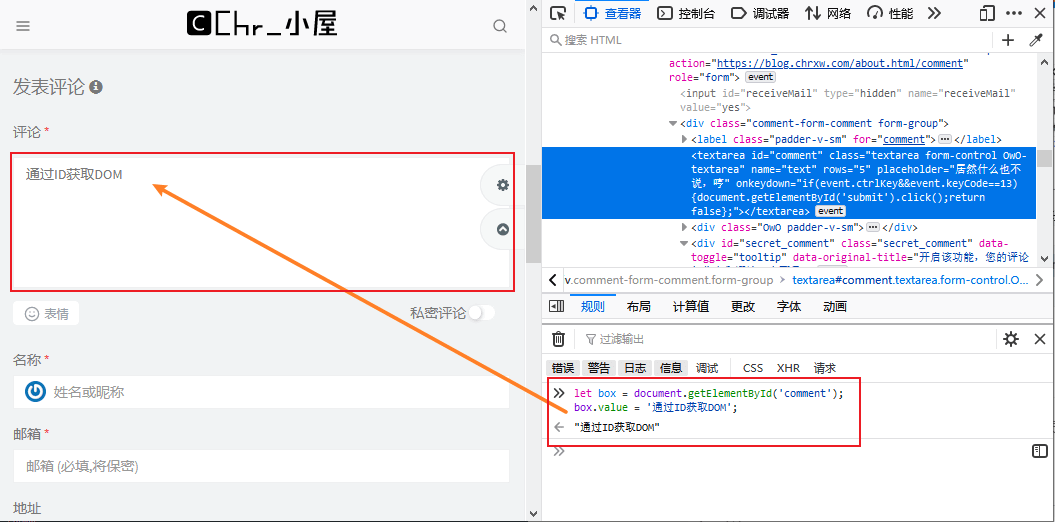 Chr_小屋
发表评论
评论 *
通过ID获取DOM
表情
私密评论
名称 *
姓名或昵称
邮箱 *
邮箱 (必填,将保密)
地址
查看器 控制台 调试器 网络 性能
搜索 HTML
action="https://blog.chrxw.com/about.html/comment"
role="form"> event
<input id="receiveMail" type="hidden" name="receiveMail"
value="yes">
<div class="comment-form-comment form-group">
<label class="padder-v-sm" for="comment"> </label>
<textarea id="comment" class="textarea form-control OwO-
textarea" name="text" rows="5" placeholder="居然什么也不
说，哼" onkeydown="if(event.ctrlKey&&event.keyCode==13)
{document.getElementById('submit').click();return
false};"></textarea> event
<div class="OwO padder-v-sm"> </div>
<div id="secret_comment" class="secret_comment" data-
toggle="tooltip" data-original-title="开启该功能，您的评论
v.comment-form-comment.form-group > textarea#comment.textarea.form-control.O...
规则 布局 计算值 更改 字体 动画
过滤输出
错误 警告 日志 信息 调试 CSS XHR 请求
let box = document.getElementById('comment');
box.value = '通过ID获取DOM';
"通过ID获取DOM"